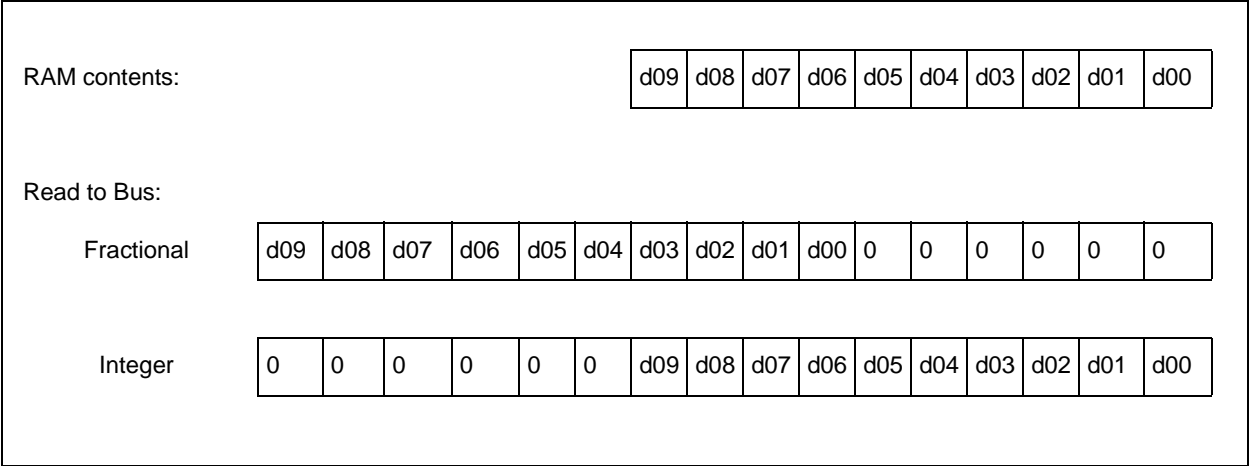 RAM contents: d09 d08 d07 d06 d05 d04 d03 d02 d01 d00
Read to Bus:
Fractional d09 d08 d07 d06 d05 d04 d03 d02 d01 d00 0 0 0 0 0 0
Integer 0 0 0 0 0 0 d09 d08 d07 d06 d05 d04 d03 d02 d01 d00